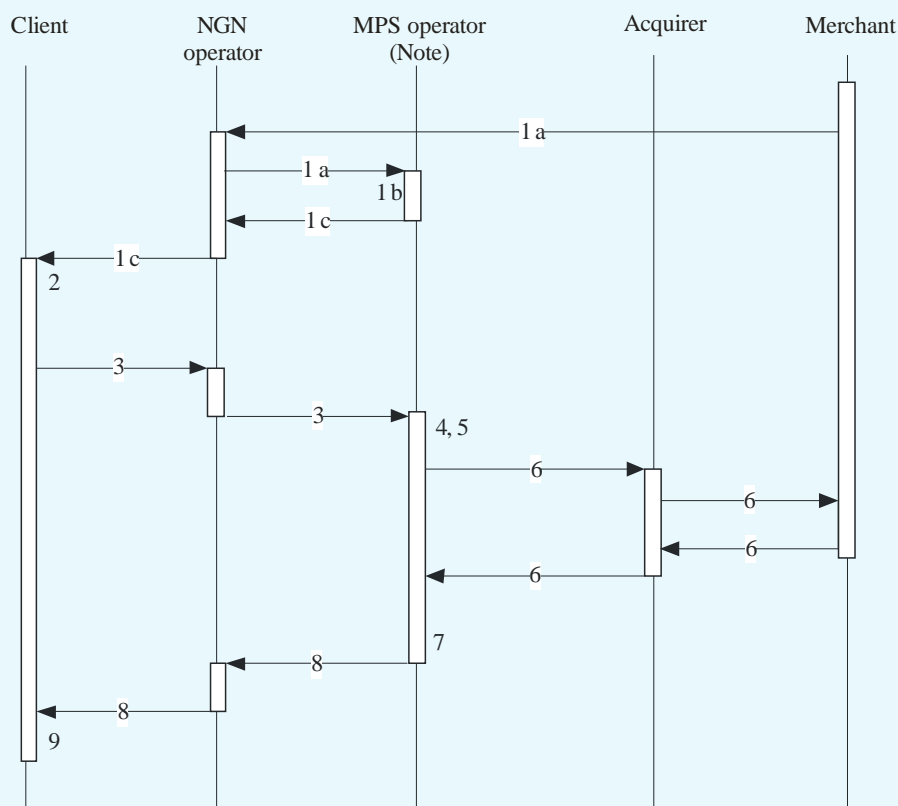 Client
NGN
operator
MPS operator
(Note)
Acquirer
Merchant
1 a
1 a
1 b
1 c
1 c
2
3
3
4, 5
6
6
6
6
7
8
8
9